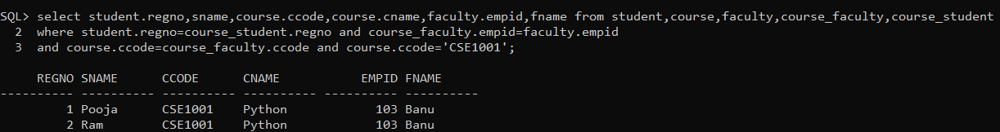 SQL> select student.regno,sname,course.ccode,course.cname,faculty.empid,fname from student,course,faculty,course_faculty,course_student
  2  where student.regno=course_student.regno and course_faculty.empid=faculty.empid
  3  and course.ccode=course_faculty.ccode and course.ccode='CSE1001';

     REGNO SNAME      CCODE      CNAME           EMPID FNAME
---------- ---------- ---------- ---------- ---------- ----------
         1 Pooja      CSE1001    Python            103 Banu
         2 Ram        CSE1001    Python            103 Banu